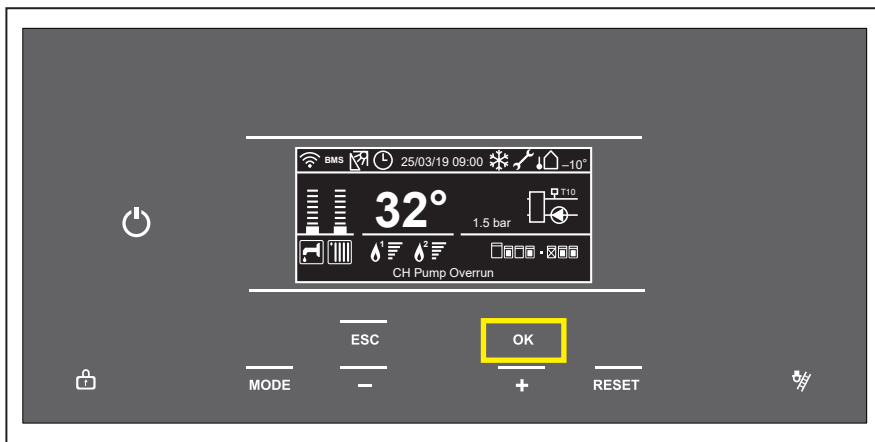 BMS 25/03/19 09:00 –10°
T10
32°
1.5 bar
1 2
CH Pump Overrun
ESC OK
MODE – + RESET